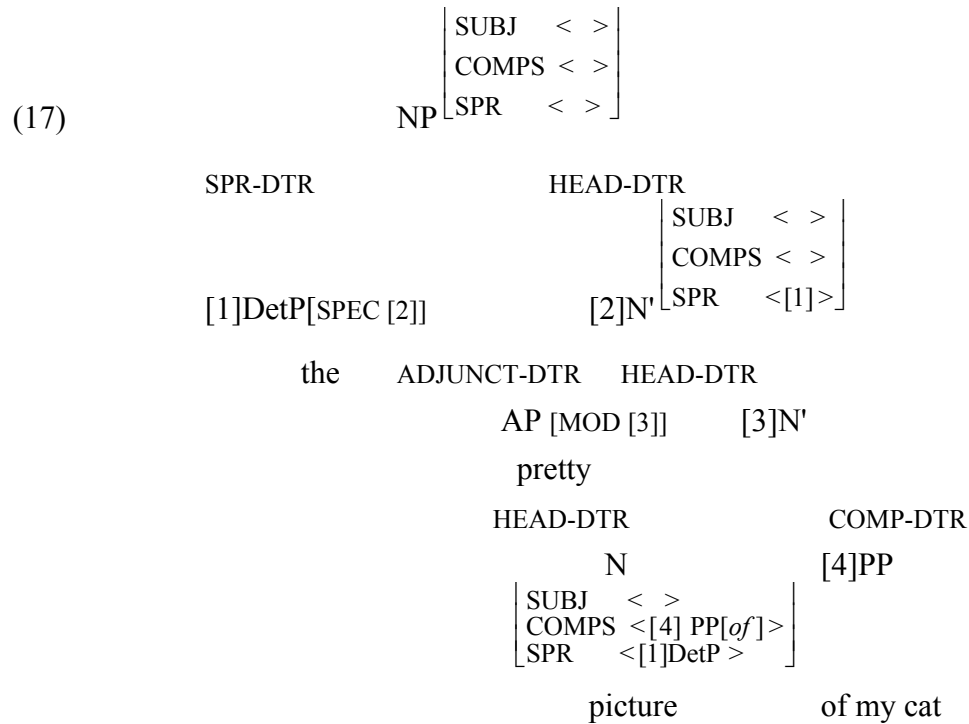 SUBJ < >
COMPS < >
(17) NP SPR < >
SPR-DTR HEAD-DTR
SUBJ < >
COMPS < >
[1]DetP[SPEC [2]] [2]N' SPR <[1]>
the ADJUNCT-DTR HEAD-DTR
AP [MOD [3]] [3]N'
pretty
HEAD-DTR COMP-DTR
N [4]PP
SUBJ < >
COMPS <[4] PP[of]>
SPR <[1]DetP >
picture of my cat